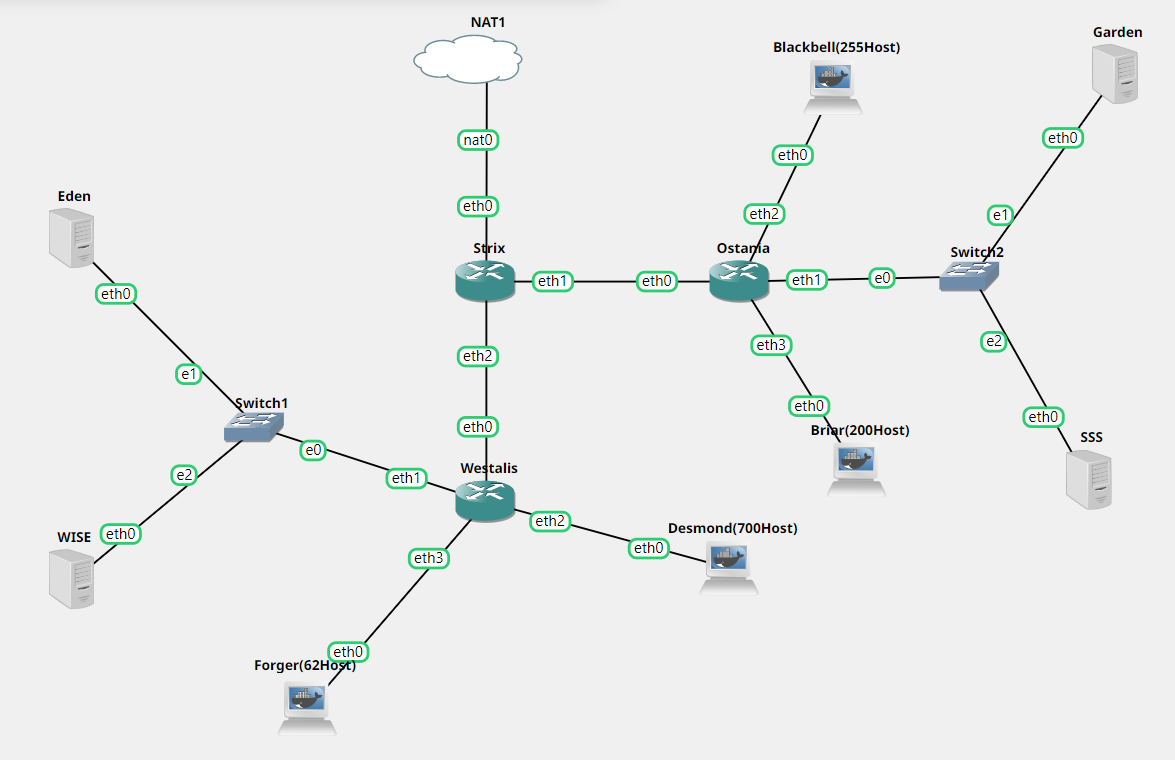 NAT1
Blackbell(255Host)
Garden
nat0
eth0
eth0
eth0
Eden
eth0
eth2
e1
Strix
Ostania
Switch2
eth1
eth0
eth1
e0
eth0
eth2
eth3
e2
e1
Switch1
eth0
eth0
eth0
Briar(200Host)
SSS
e0
Westalis
e2
eth1
eth2
Desmond(700Host)
eth0
WISE
eth0
eth3
eth0
Forger(62Host)